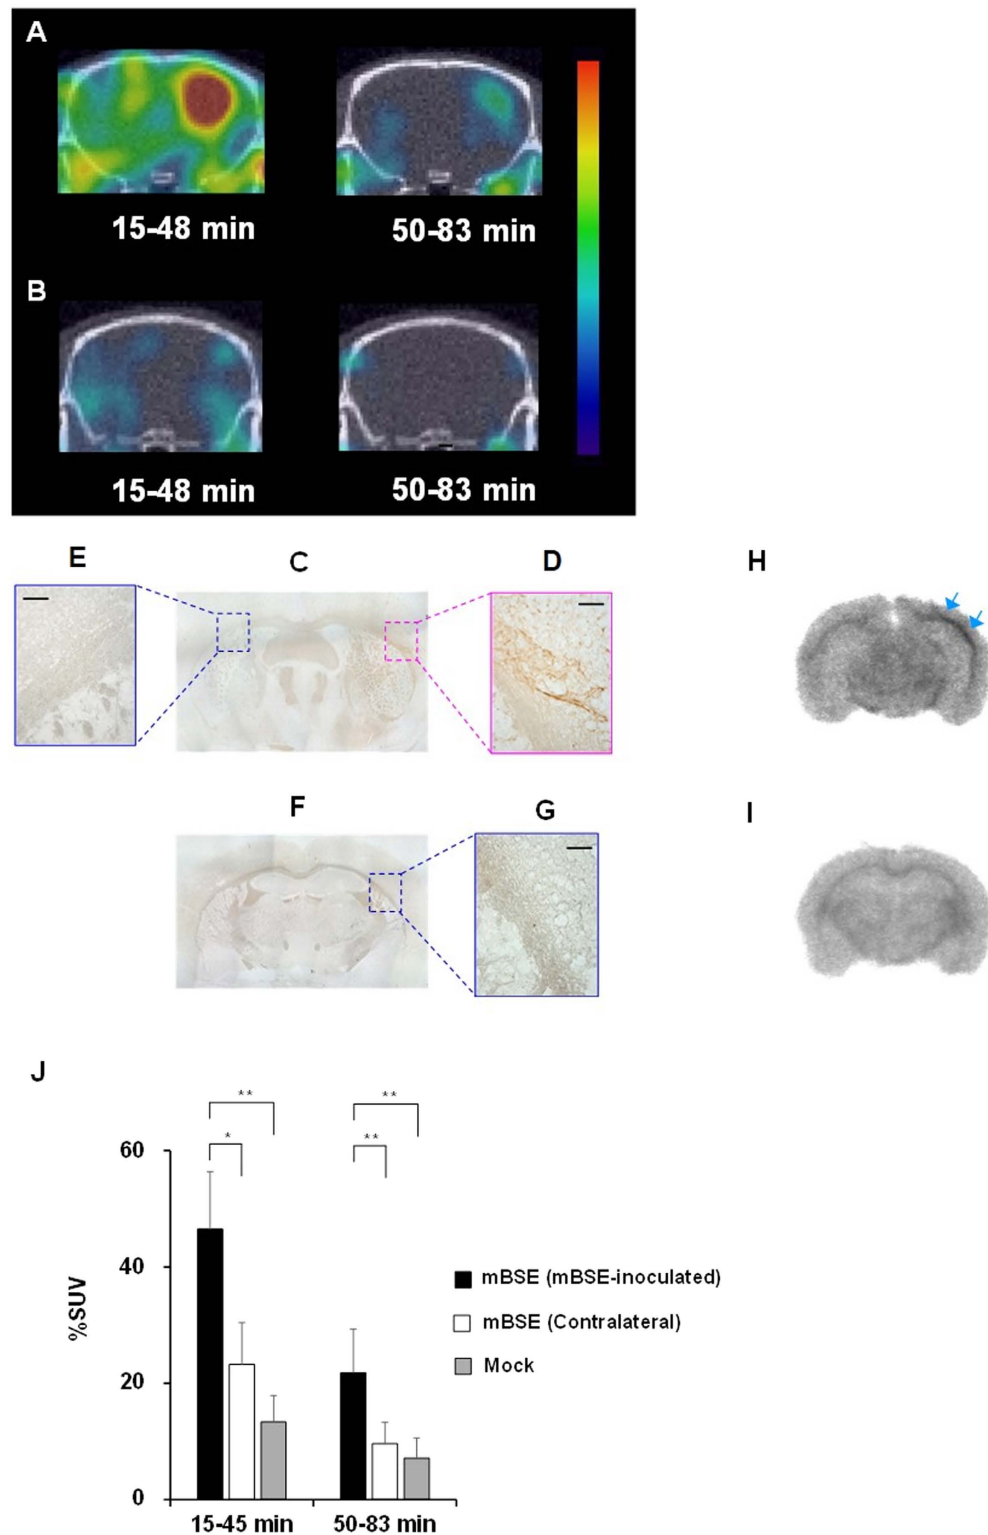 A
15-48 min
50-83 min
B
15-48 min
50-83 min
E
C
D
H
F
G
I
J
**
**
*
**
60
40
20
0
%SUV
mBSE (mBSE-inoculated)
mBSE (Contralateral)
Mock
15-45 min
50-83 min